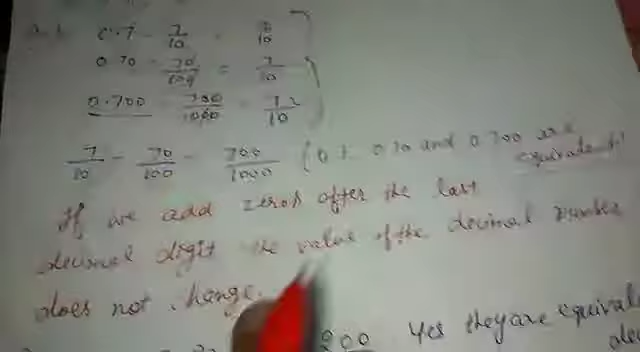 0.7 = 7/10 = 7/10
0.70 = 70/100 = 7/10
0.700 = 700/1000 = 7/10
7/10 = 70/100 = 700/1000 (0.7, 0.70 and 0.700 are equivalent)
If we add zeros after the last
decimal digit the value of the decimal number
does not change.
200 Yes they are equivale